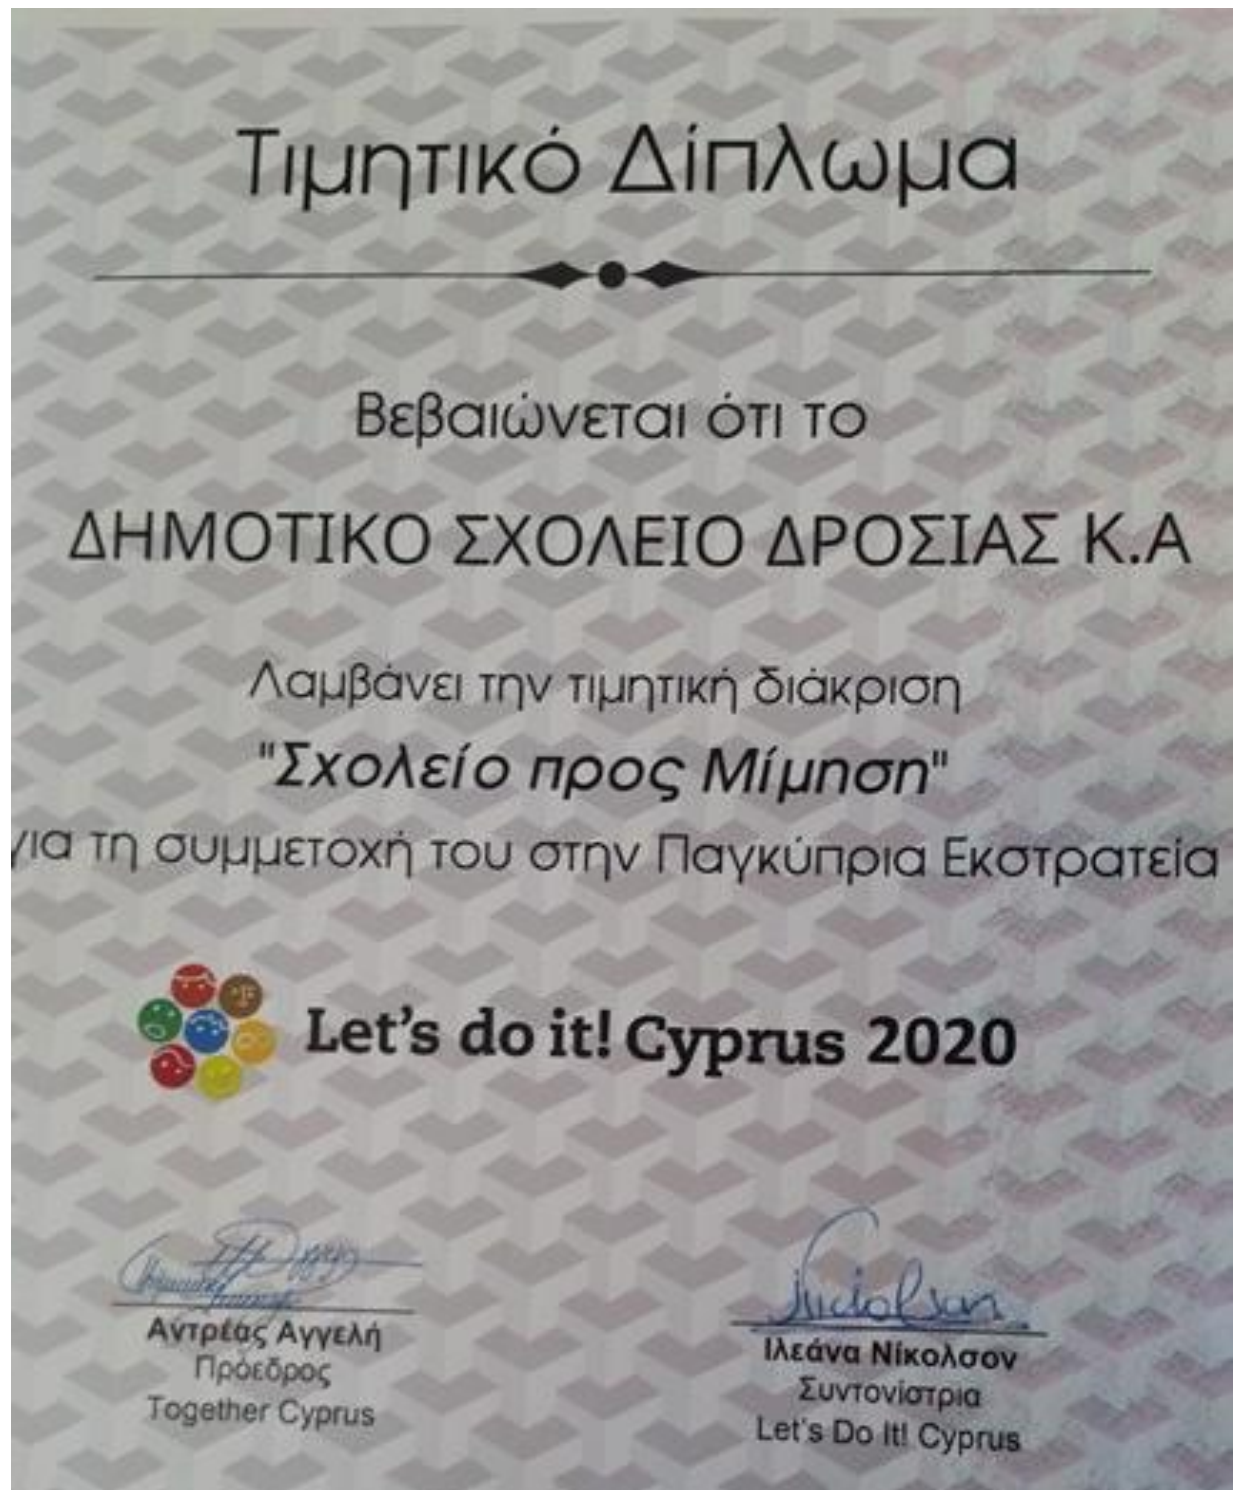 Τιμητικό Δίπλωμα
Βεβαιώνεται ότι το
ΔΗΜΟΤΙΚΟ ΣΧΟΛΕΙΟ ΔΡΟΣΙΑΣ Κ.Α
Λαμβάνει την τιμητική διάκριση
"Σχολείο προς Μίμηση"
για τη συμμετοχή του στην Παγκύπρια Εκστρατεία
Let's do it! Cyprus 2020
Αντρέας Αγγελή
Πρόεδρος
Together Cyprus
Nicholson
Ιλεάνα Νίκολσον
Συντονίστρια
Let's Do It! Cyprus